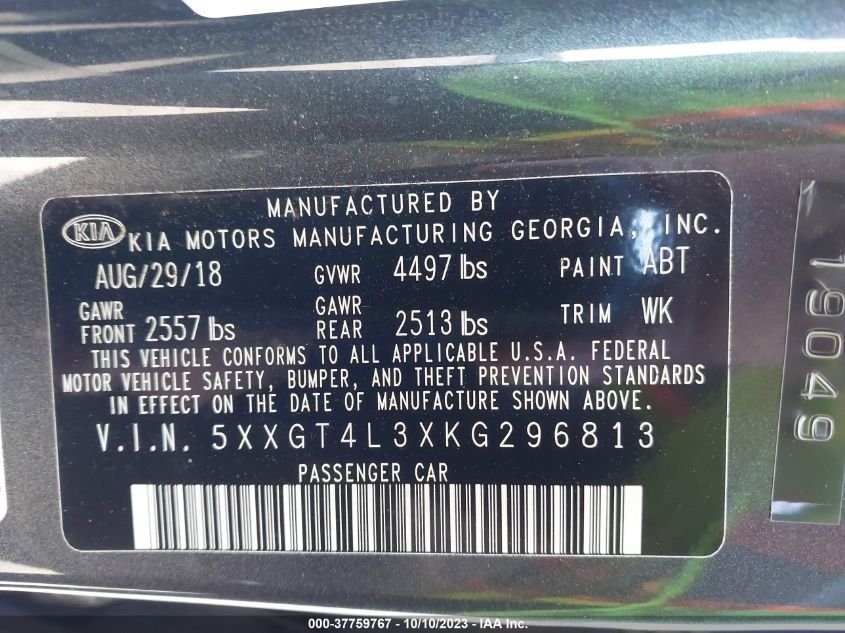 MANUFACTURED BY
KIA KIA MOTORS MANUFACTURING GEORGIA, INC.
AUG/29/18 GVWR 4497 lbs PAINT ABT
GAWR FRONT 2557 lbs GAWR REAR 2513 lbs TRIM WK
THIS VEHICLE CONFORMS TO ALL APPLICABLE U.S.A. FEDERAL
MOTOR VEHICLE SAFETY, BUMPER, AND THEFT PREVENTION STANDARDS
IN EFFECT ON THE DATE OF MANUFACTURE SHOWN ABOVE.
V.I.N. 5XXGT4L3XKG296813
PASSENGER CAR
000-37759767 - 10/10/2023 - IAA Inc.